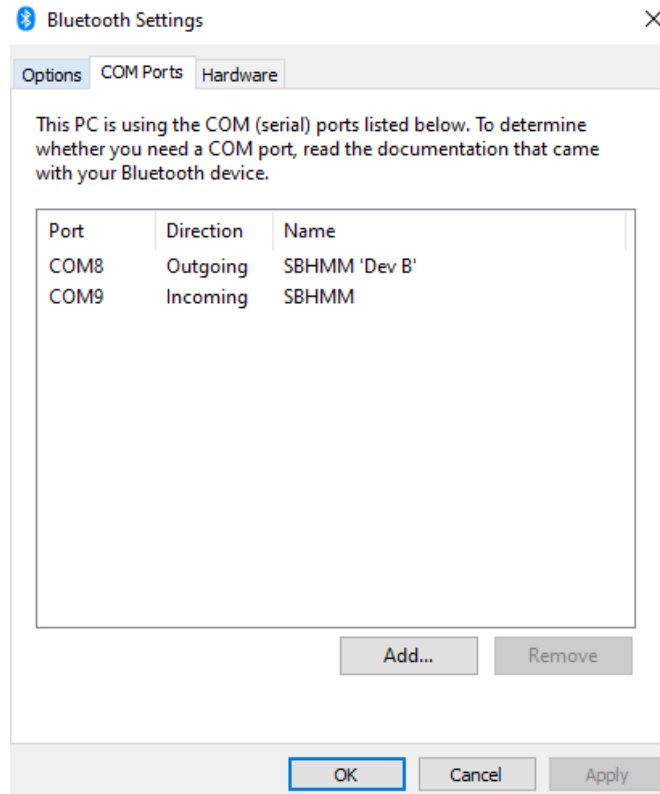 Bluetooth Settings
Options COM Ports Hardware
This PC is using the COM (serial) ports listed below. To determine
whether you need a COM port, read the documentation that came
with your Bluetooth device.
Port Direction Name
COM8 Outgoing SBHMM 'Dev B'
COM9 Incoming SBHMM
Add... Remove
OK Cancel Apply